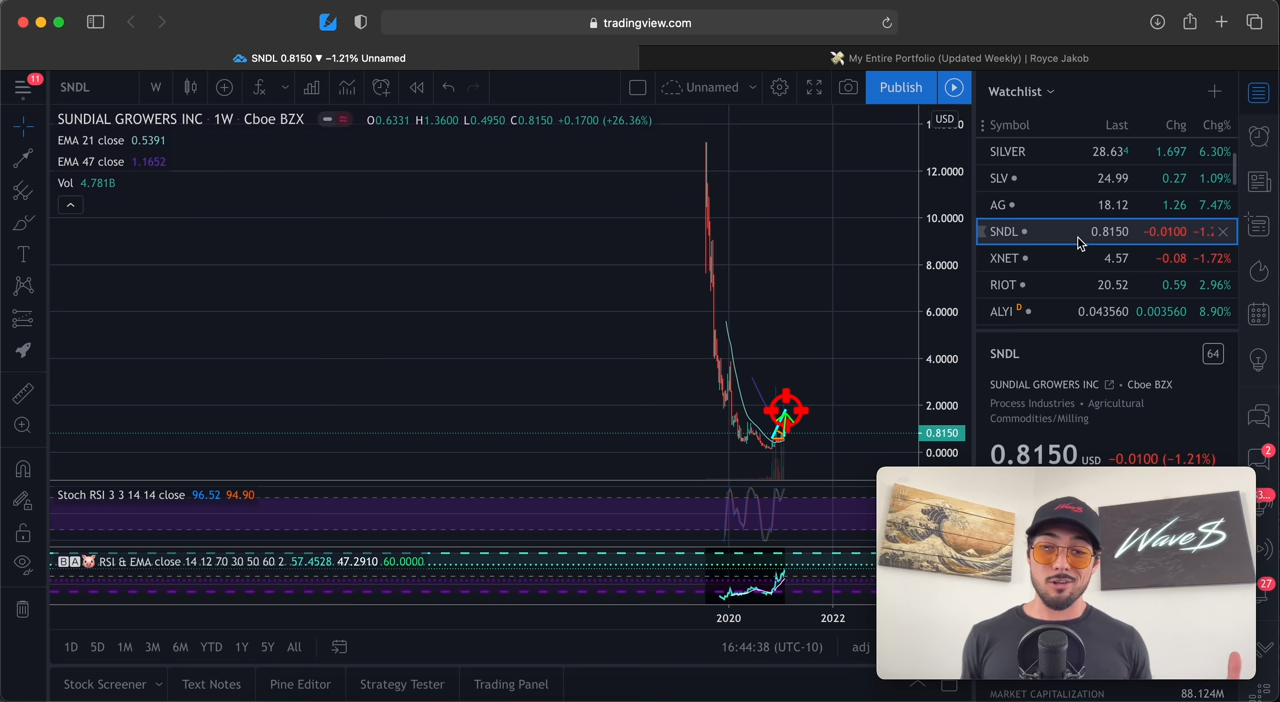 tradingview.com
SNDL 0.8150 ▼ −1.21% Unnamed
My Entire Portfolio (Updated Weekly) | Royce Jakob
11
SNDL
W
Unnamed
Publish
SUNDIAL GROWERS INC · 1W · Cboe BZX
O0.6331 H1.3600 L0.4950 C0.8150 +0.1700 (+26.36%)
EMA 21 close 0.5391
EMA 47 close 1.1652
Vol 4.781B
USD
12.0000
10.0000
8.0000
6.0000
4.0000
2.0000
0.8150
0.0000
Stoch RSI 3 3 14 14 close 96.52 94.90
B A RSI & EMA close 14 12 70 30 50 60 2 57.4528 47.2910 60.0000
2020
2022
1D 5D 1M 3M 6M YTD 1Y 5Y All
16:44:38 (UTC-10)
adj
Stock Screener
Text Notes
Pine Editor
Strategy Tester
Trading Panel
Watchlist
Symbol Last Chg Chg%
SILVER 28.634 1.697 6.30%
SLV 24.99 0.27 1.09%
AG 18.12 1.26 7.47%
SNDL 0.8150 −0.0100
XNET 4.57 −0.08 −1.72%
RIOT 20.52 0.59 2.96%
ALYI D 0.043560 0.003560 8.90%
SNDL
64
SUNDIAL GROWERS INC • Cboe BZX
Process Industries • Agricultural
Commodities/Milling
0.8150 USD −0.0100 (−1.21%)
Wave$
MARKET CAPITALIZATION 88.124M
2
27